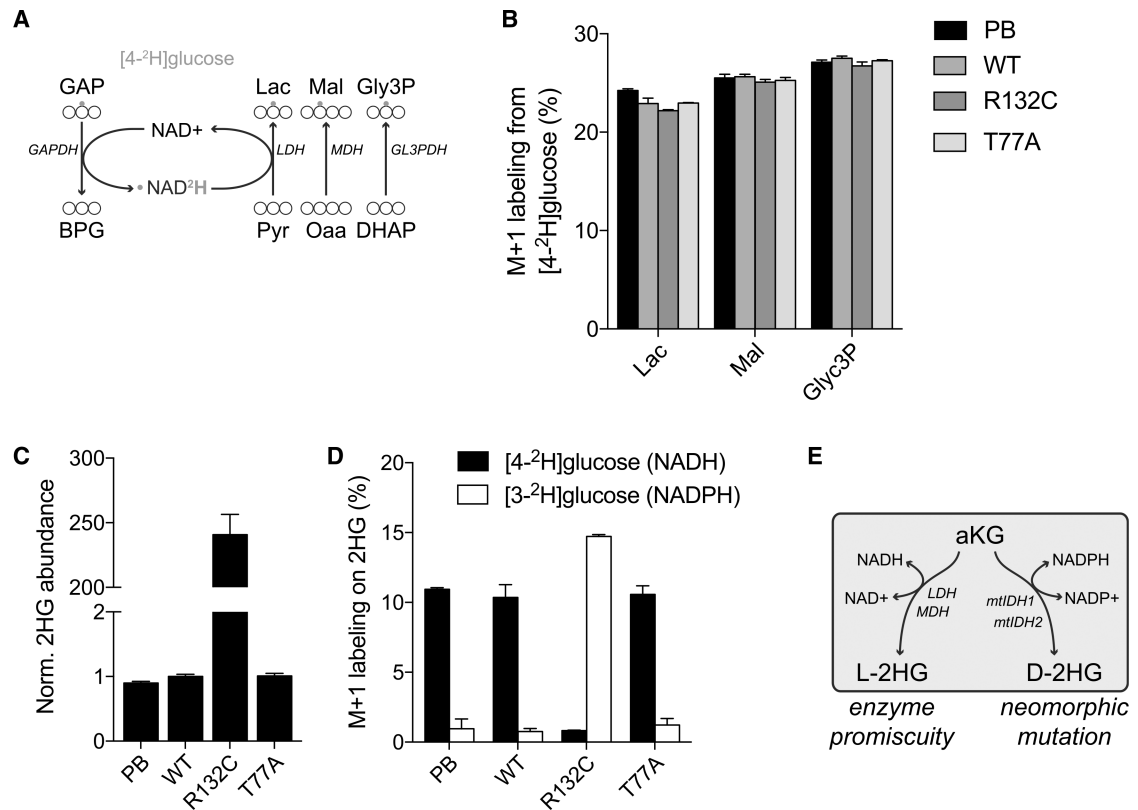 A
[4-²H]glucose
GAP
Lac Mal Gly3P
NAD+
GAPDH
LDH
MDH
GL3PDH
NAD²H
BPG
Pyr Oaa DHAP
B
M+1 labeling from
[4-²H]glucose (%)
30
20
10
0
Lac
Mal
Glyc3P
PB
WT
R132C
T77A
C
Norm. 2HG abundance
300
250
200
2
1
0
PB
WT
R132C
T77A
D
[4-²H]glucose (NADH)
[3-²H]glucose (NADPH)
M+1 labeling on 2HG (%)
20
15
10
5
0
PB
WT
R132C
T77A
E
aKG
NADH
NADPH
NAD+
LDH
MDH
mtIDH1
mtIDH2
NADP+
L-2HG
D-2HG
enzyme
promiscuity
neomorphic
mutation